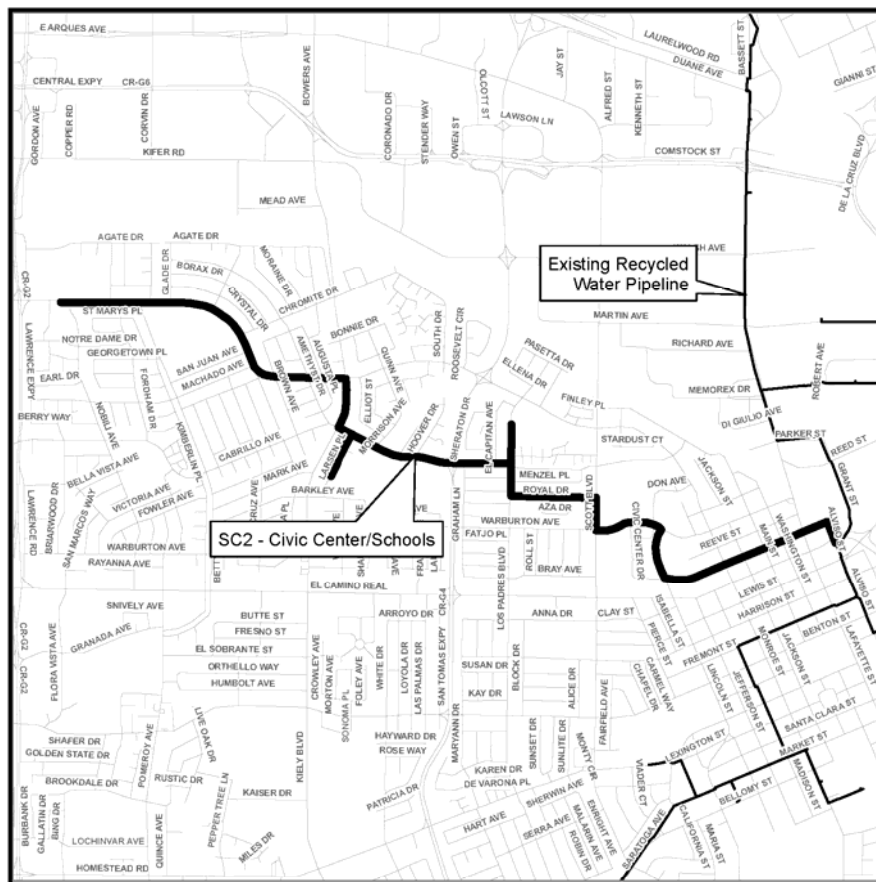 E ARQUES AVE
LAURELWOOD RD
DUANE AVE
BASSETT ST
GIANNI ST
BOWERS AVE
OLCOTT ST
JAY ST
ALFRED ST
KENNETH ST
CENTRAL EXPY
CR-G6
GORDON AVE
COPPER RD
CORVIN DR
CORONADO DR
STENDER WAY
OWEN ST
LAWSON LN
KIFER RD
COMSTOCK ST
DE LA CRUZ BLVD
MEAD AVE
AGATE DR
AGATE DR
GLADE DR
BORAX DR
MORAINE DR
CHROMITE DR
CRYSTAL DR
Existing Recycled
Water Pipeline
CR-G2
ST MARYS PL
MARTIN AVE
LAWRENCE EXPY
NOTRE DAME DR
GEORGETOWN PL
BONNIE DR
SOUTH DR
ROOSEVELT CIR
PASETTA DR
ELLENA DR
RICHARD AVE
ROBERT AVE
EARL DR
SAN JUAN AVE
MACHADO AVE
BROWN AVE
AMETHYST DR
AUGUSTA PL
QUINN AVE
ELLIOT ST
FINLEY PL
MEMOREX DR
BERRY WAY
NOBILI AVE
FORDHAM DR
KIMBERLIN PL
CABRILLO AVE
MORRISON AVE
HOOVER DR
SHERATON DR
EL CAPITAN AVE
DI GIULIO AVE
PARKER ST
REED ST
STARDUST CT
LARSEN PL
BELLA VISTA AVE
MARK AVE
BARKLEY AVE
MENZEL PL
ROYAL DR
AZA DR
DON AVE
JACKSON ST
GRANT ST
LAWRENCE RD
BRIARWOOD DR
SAN MARCOS WAY
VICTORIA AVE
FOWLER AVE
CRUZ AVE
GRAHAM LN
SCOTT BLVD
CIVIC CENTER DR
SC2 - Civic Center/Schools
WARBURTON AVE
FATJO PL
ROLL ST
REEVE ST
MAIN ST
WASHINGTON ST
ALVISO ST
WARBURTON AVE
RAYANNA AVE
BRAY AVE
EL CAMINO REAL
LOS PADRES BLVD
ALVISO ST
SNIVELY AVE
BUTTE ST
ARROYO DR
CR-G4
ANNA DR
CLAY ST
ISABELLA ST
PIERCE ST
LEWIS ST
HARRISON ST
CR-G2
GRANADA AVE
FRESNO ST
EL SOBRANTE ST
FREMONT ST
MONROE ST
JACKSON ST
BENTON ST
LAFAYETTE ST
CR-G2
FLORA VISTA AVE
ORTHELLO WAY
HUMBOLT AVE
CROWLEY AVE
MORTON AVE
SONOMA PL
FOLEY AVE
WHITE DR
LOYOLA DR
LAS PALMAS DR
SAN TOMAS EXPY
SUSAN DR
KAY DR
BLOCK DR
ALICE DR
FAIRFIELD AVE
CHAPEL DR
CARMEL WAY
LINCOLN ST
JEFFERSON ST
SANTA CLARA ST
SHAFER DR
GOLDEN STATE DR
POMEROY AVE
LIVE OAK DR
KIELY BLVD
HAYWARD DR
ROSE WAY
MARYANN DR
SUNSET DR
SUNLITE DR
MONTY CIR
LEXINGTON ST
MARKET ST
BROOKDALE DR
RUSTIC DR
PEPPER TREE LN
KAISER DR
PATRICIA DR
KAREN DR
DE VARONA PL
VIADER CT
BELLOMY ST
MADISON ST
BURBANK DR
GALLATIN DR
BING DR
QUINCE AVE
LOCHINVAR AVE
MILES DR
HART AVE
SHERWIN AVE
SERRA AVE
ENRIGHT AVE
MALARIN AVE
ROBIN DR
SARATOGA AVE
CALIFORNIA ST
MARIA ST
HOMESTEAD RD